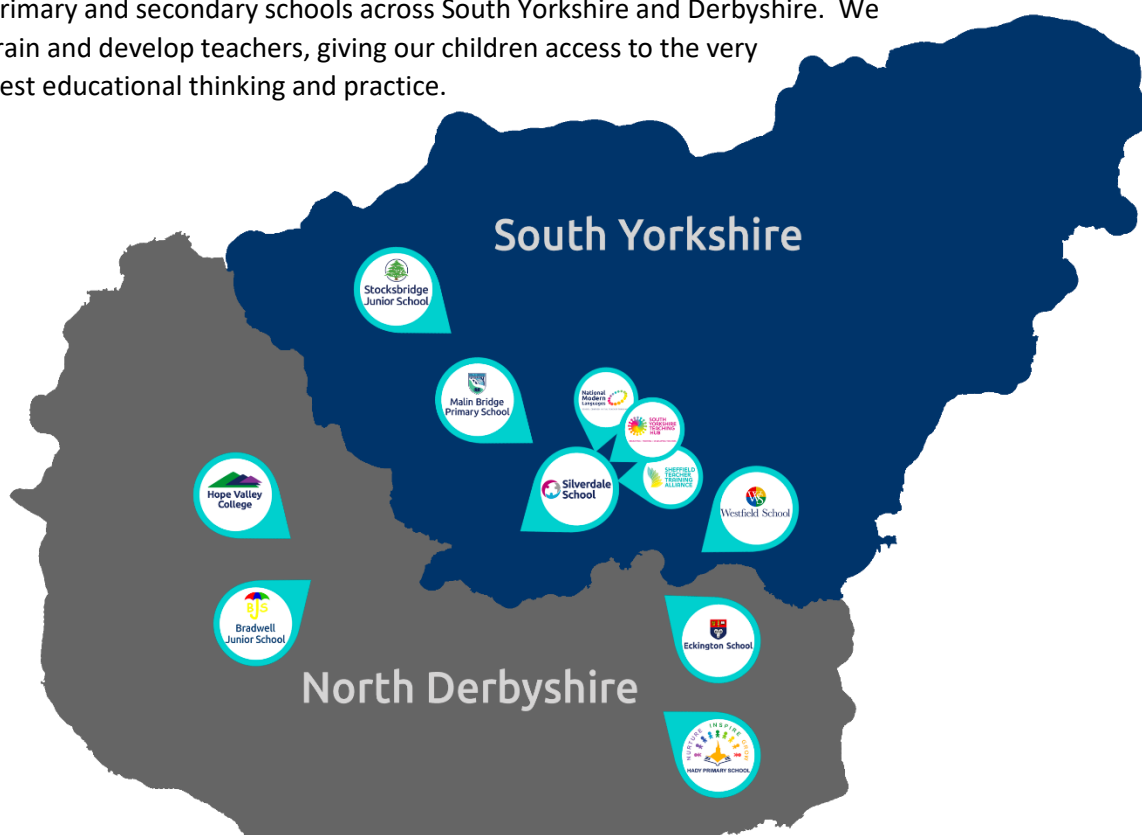 rimary and secondary schools across South Yorkshire and Derbyshire.  We
rain and develop teachers, giving our children access to the very
est educational thinking and practice.
South Yorkshire
Stocksbridge
Junior School
Malin Bridge
Primary School
National
Modern
Languages
SOUTH
YORKSHIRE
TEACHING
HUB
SHEFFIELD
TEACHER
TRAINING
ALLIANCE
Silverdale
School
Hope Valley
College
Westfield School
BJS
Bradwell
Junior School
Eckington School
North Derbyshire
NURTURE INSPIRE GROW
HADY PRIMARY SCHOOL